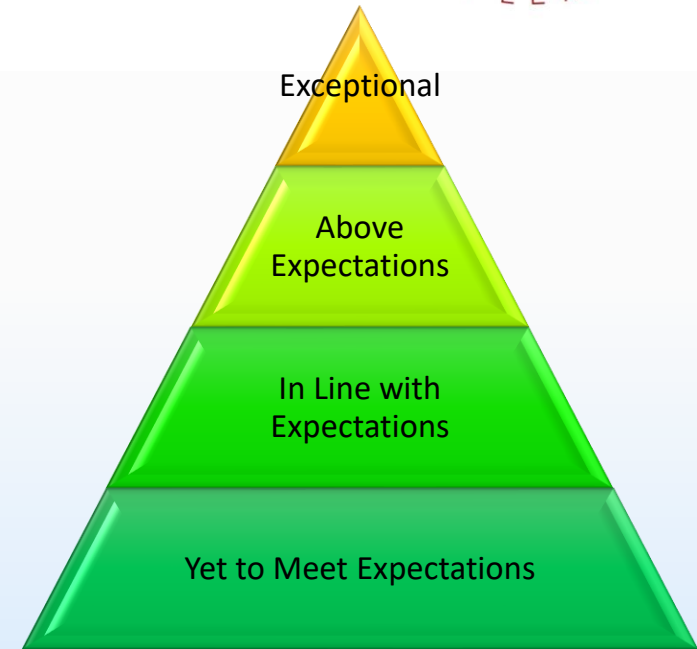 Exceptional
Above
Expectations
In Line with
Expectations
Yet to Meet Expectations